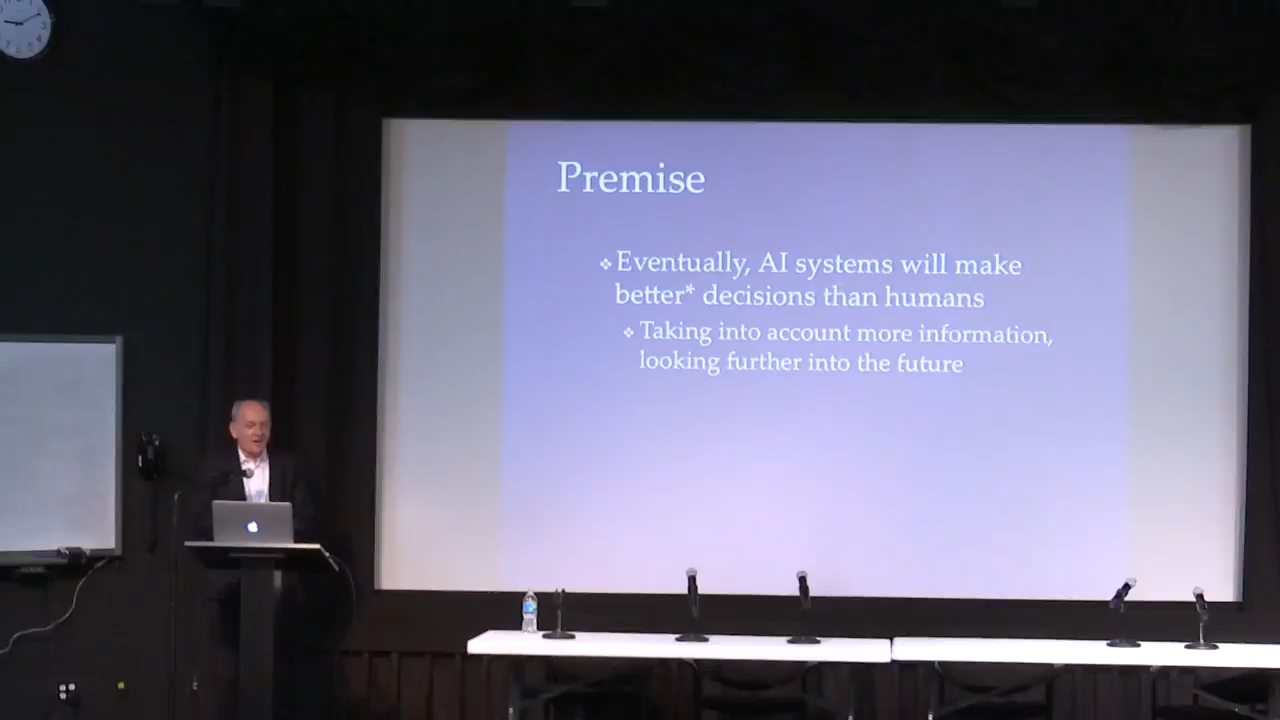 Premise
Eventually, AI systems will make
better* decisions than humans
Taking into account more information,
looking further into the future